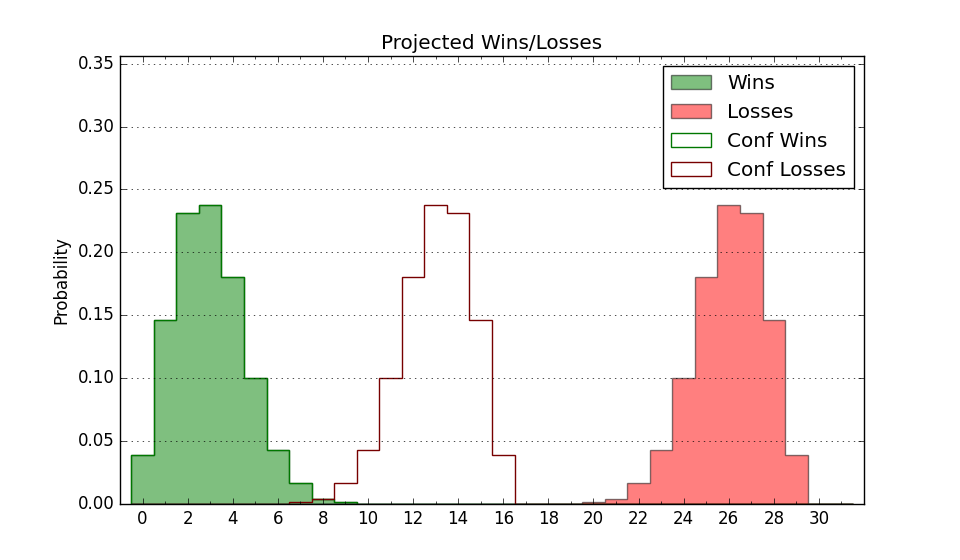 Projected Wins/Losses
0.35
0.30
0.25
0.20
0.15
0.10
0.05
0.00
Probability
Wins
Losses
Conf Wins
Conf Losses
0 2 4 6 8 10 12 14 16 18 20 22 24 26 28 30